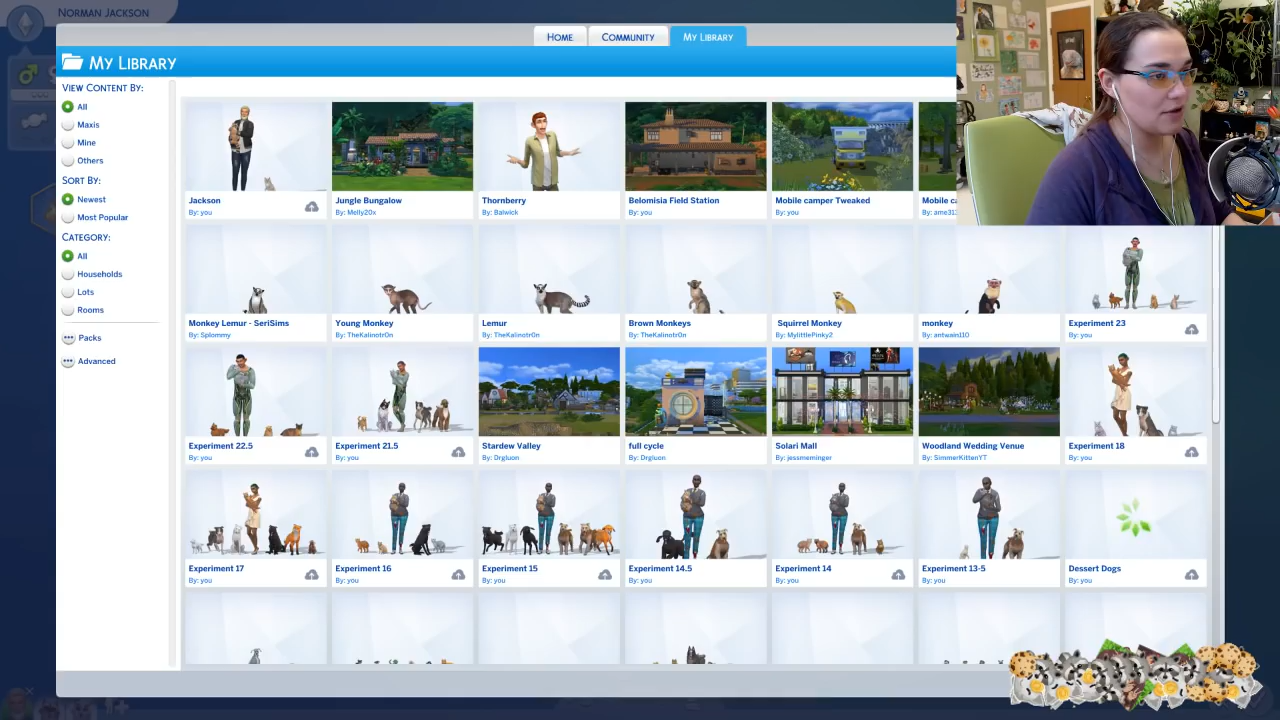 NORMAN JACKSON
HOME
COMMUNITY
MY LIBRARY
MY LIBRARY
VIEW CONTENT BY:
All
Maxis
Mine
Others
SORT BY:
Newest
Most Popular
CATEGORY:
All
Households
Lots
Rooms
Packs
Advanced
Jackson
By: you
Jungle Bungalow
By: Melly20x
Thornberry
By: Balwick
Belomisia Field Station
By: you
Mobile camper Tweaked
By: you
Mobile ca
By: ame31
Monkey Lemur - SeriSims
By: Splommy
Young Monkey
By: TheKalinotr0n
Lemur
By: TheKalinotr0n
Brown Monkeys
By: TheKalinotr0n
Squirrel Monkey
By: MylittlePinky2
monkey
By: antwain110
Experiment 23
By: you
Experiment 22.5
By: you
Experiment 21.5
By: you
Stardew Valley
By: Drgluon
full cycle
By: Drgluon
Solari Mall
By: jessmeminger
Woodland Wedding Venue
By: SimmerKittenYT
Experiment 18
By: you
Experiment 17
By: you
Experiment 16
By: you
Experiment 15
By: you
Experiment 14.5
By: you
Experiment 14
By: you
Experiment 13-5
By: you
Dessert Dogs
By: you